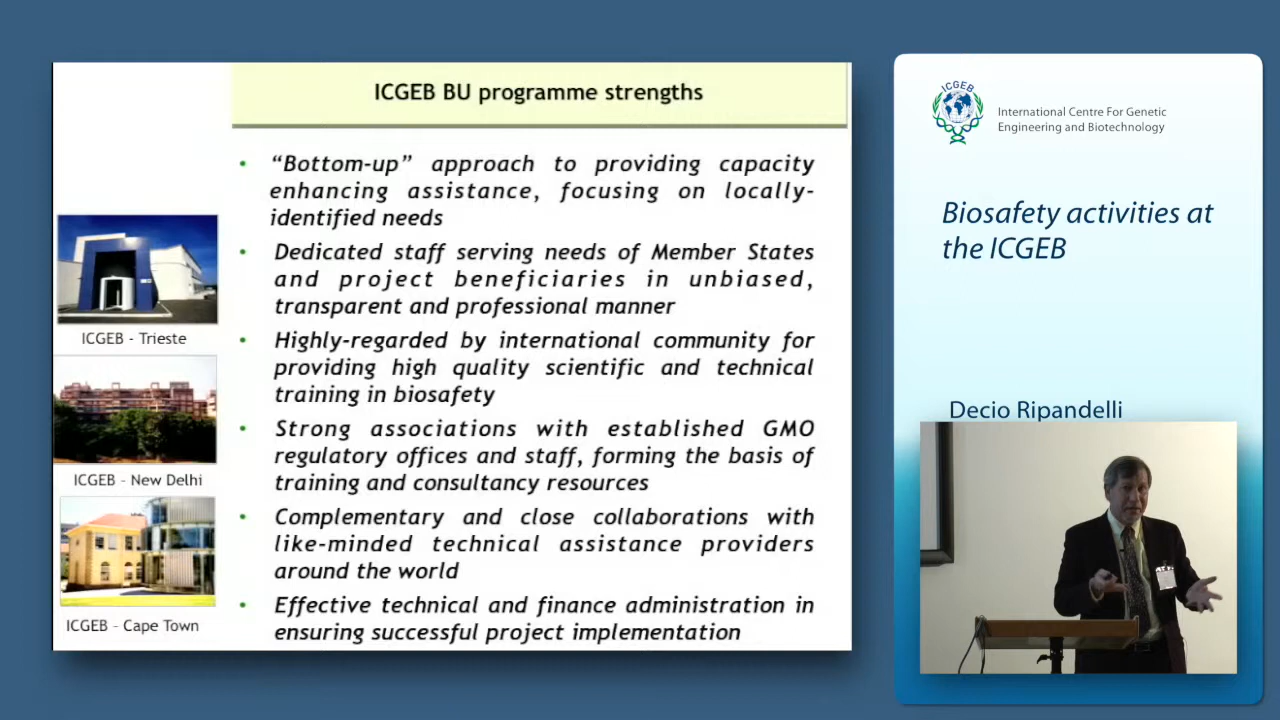 ICGEB BU programme strengths
• “Bottom-up” approach to providing capacity
enhancing assistance, focusing on locally-
identified needs
• Dedicated staff serving needs of Member States
and project beneficiaries in unbiased,
transparent and professional manner
• Highly-regarded by international community for
providing high quality scientific and technical
training in biosafety
• Strong associations with established GMO
regulatory offices and staff, forming the basis of
training and consultancy resources
• Complementary and close collaborations with
like-minded technical assistance providers
around the world
• Effective technical and finance administration in
ensuring successful project implementation
ICGEB - Trieste
ICGEB - New Delhi
ICGEB - Cape Town
ICGEB
International Centre For Genetic
Engineering and Biotechnology
Biosafety activities at
the ICGEB
Decio Ripandelli